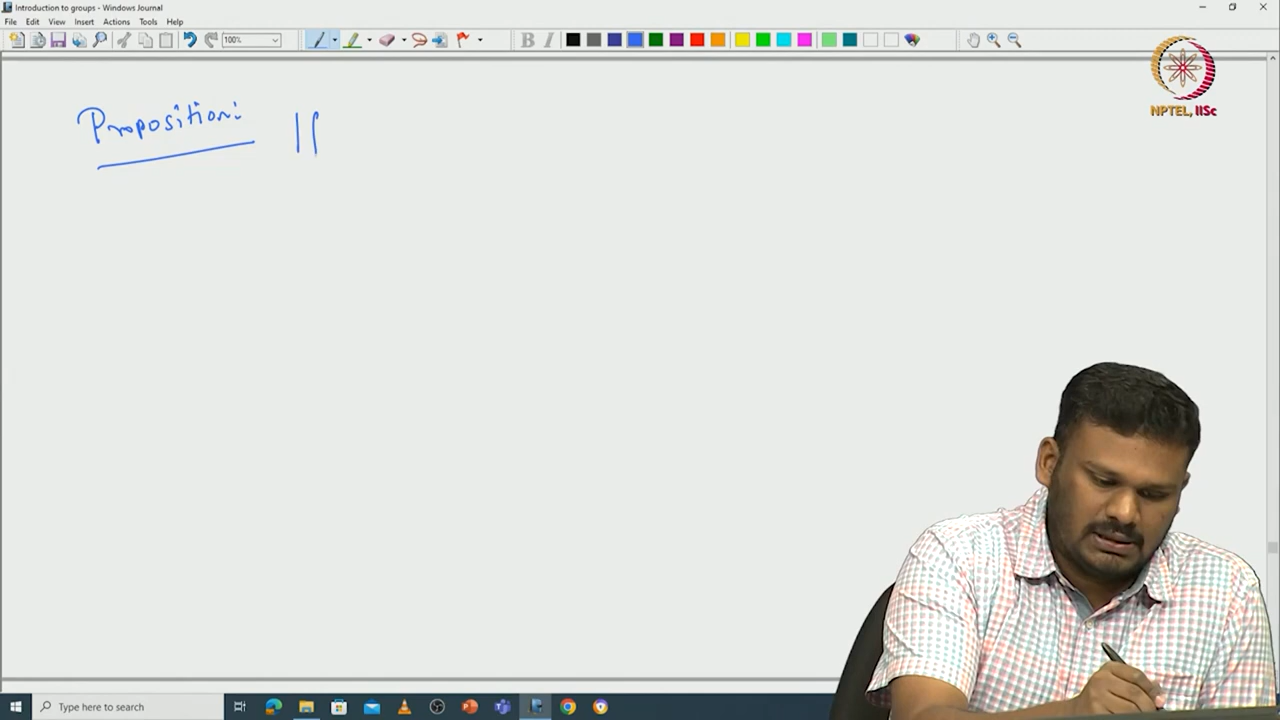 Introduction to groups - Windows Journal
File Edit View Insert Actions Tools Help
100%
B I
NPTEL, IISc
Proposition: If
Type here to search